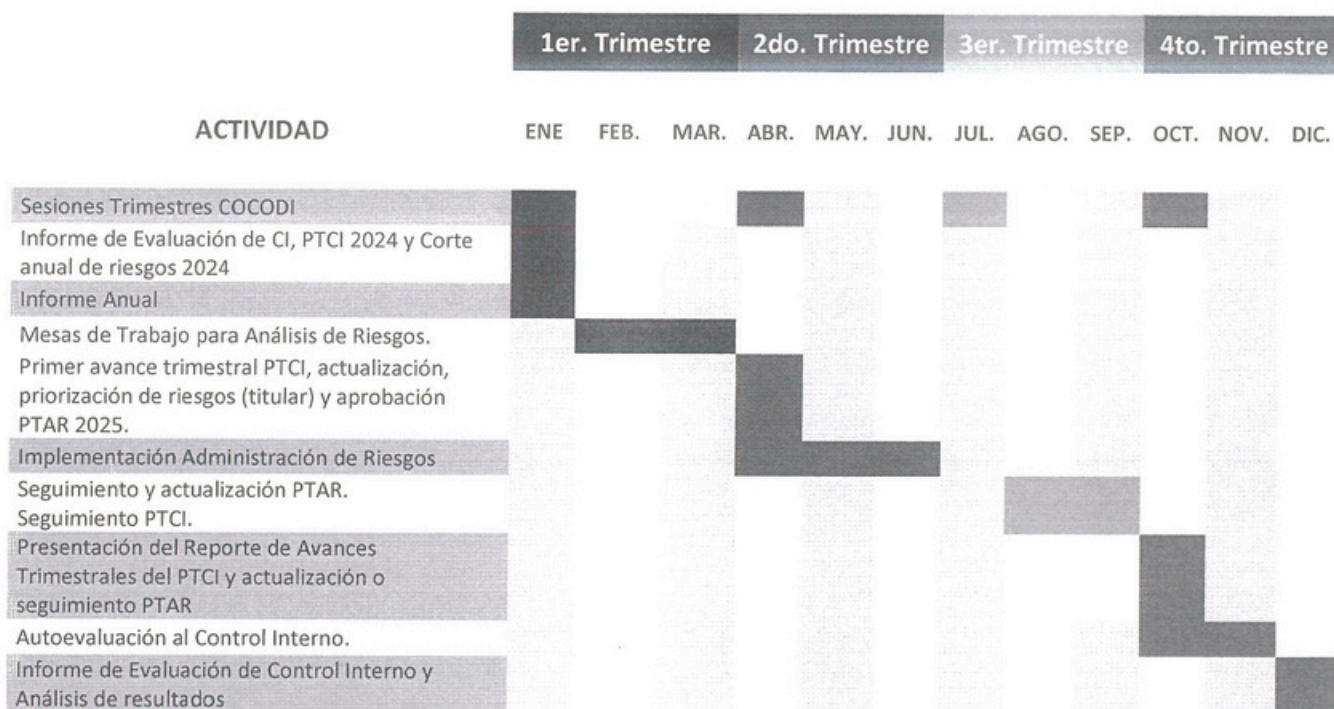 1er. Trimestre 2do. Trimestre 3er. Trimestre 4to. Trimestre
ACTIVIDAD ENE FEB. MAR. ABR. MAY. JUN. JUL. AGO. SEP. OCT. NOV. DIC.
Sesiones Trimestres COCODI
Informe de Evaluación de CI, PTCI 2024 y Corte
anual de riesgos 2024
Informe Anual
Mesas de Trabajo para Análisis de Riesgos.
Primer avance trimestral PTCI, actualización,
priorización de riesgos (titular) y aprobación
PTAR 2025.
Implementación Administración de Riesgos
Seguimiento y actualización PTAR.
Seguimiento PTCI.
Presentación del Reporte de Avances
Trimestrales del PTCI y actualización o
seguimiento PTAR
Autoevaluación al Control Interno.
Informe de Evaluación de Control Interno y
Análisis de resultados